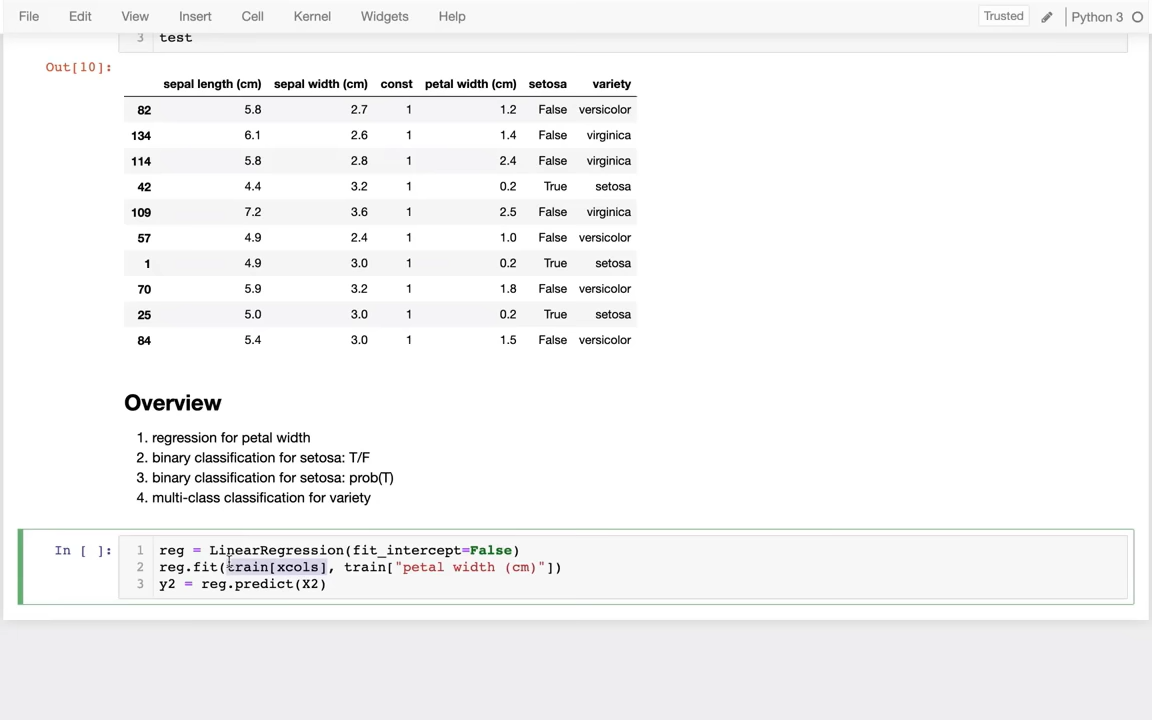 File Edit View Insert Cell Kernel Widgets Help Trusted Python 3
3 test
Out[10]:
sepal length (cm) sepal width (cm) const petal width (cm) setosa variety
82 5.8 2.7 1 1.2 False versicolor
134 6.1 2.6 1 1.4 False virginica
114 5.8 2.8 1 2.4 False virginica
42 4.4 3.2 1 0.2 True setosa
109 7.2 3.6 1 2.5 False virginica
57 4.9 2.4 1 1.0 False versicolor
1 4.9 3.0 1 0.2 True setosa
70 5.9 3.2 1 1.8 False versicolor
25 5.0 3.0 1 0.2 True setosa
84 5.4 3.0 1 1.5 False versicolor
Overview
1. regression for petal width
2. binary classification for setosa: T/F
3. binary classification for setosa: prob(T)
4. multi-class classification for variety
In [ ]: 1 reg = LinearRegression(fit_intercept=False)
2 reg.fit(train[xcols], train["petal width (cm)"])
3 y2 = reg.predict(X2)